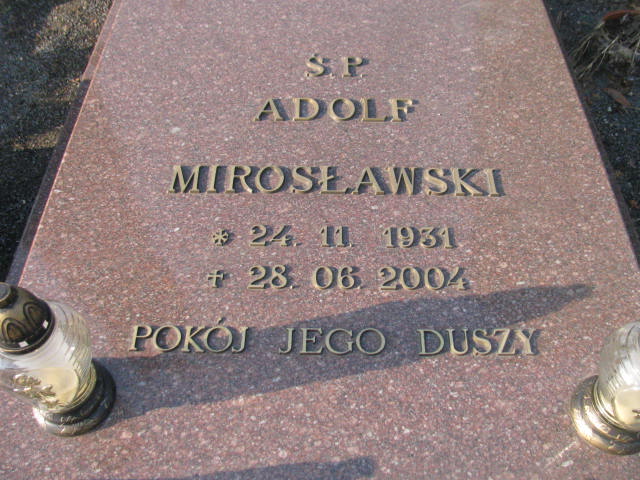 Ś.P.
ADOLF
MIROSŁAWSKI
* 24. 11. 1931
✝ 28. 06. 2004
POKÓJ JEGO DUSZY